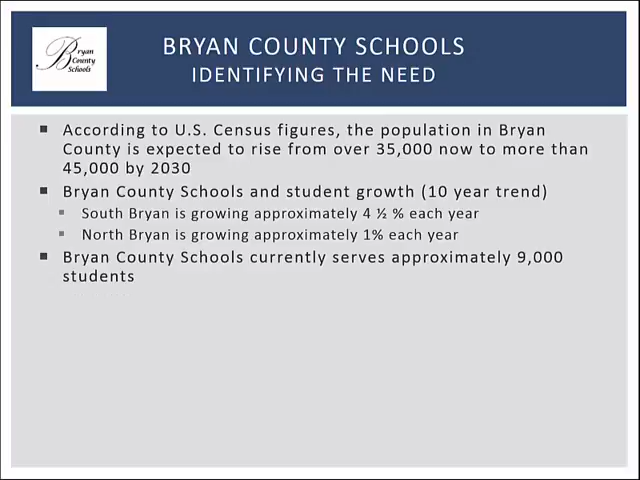 Bryan
County
Schools
BRYAN COUNTY SCHOOLS
IDENTIFYING THE NEED
According to U.S. Census figures, the population in Bryan
County is expected to rise from over 35,000 now to more than
45,000 by 2030
Bryan County Schools and student growth (10 year trend)
South Bryan is growing approximately 4 ½ % each year
North Bryan is growing approximately 1% each year
Bryan County Schools currently serves approximately 9,000
students